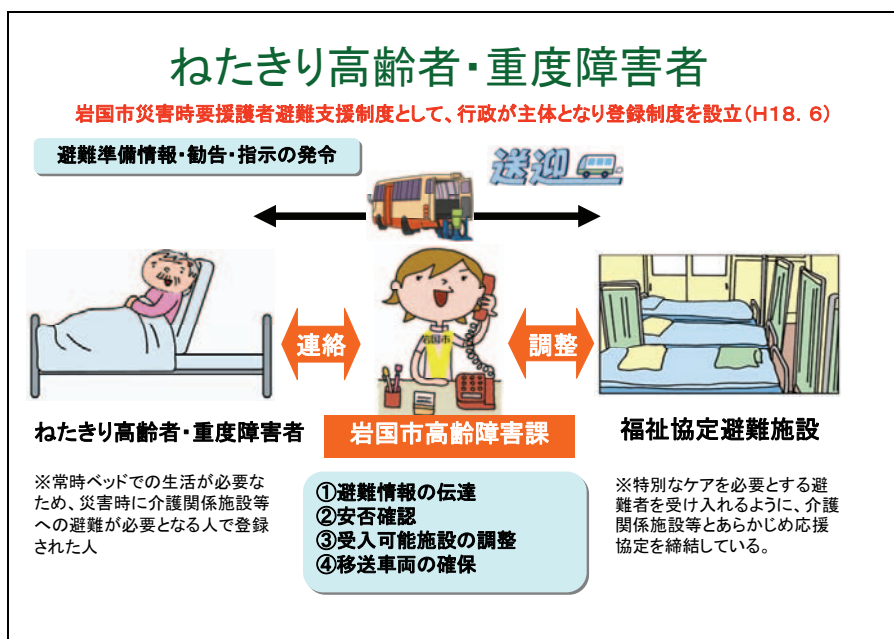 ねたきり高齢者・重度障害者
岩国市災害時要援護者避難支援制度として、行政が主体となり登録制度を設立(H18.6)
避難準備情報・勧告・指示の発令
送迎
岩国市
連絡
調整
ねたきり高齢者・重度障害者
岩国市高齢障害課
福祉協定避難施設
※常時ベッドでの生活が必要な
ため、災害時に介護関係施設等
への避難が必要となる人で登録
された人
①避難情報の伝達
②安否確認
③受入可能施設の調整
④移送車両の確保
※特別なケアを必要とする避
難者を受け入れるように、介護
関係施設等とあらかじめ応援
協定を締結している。